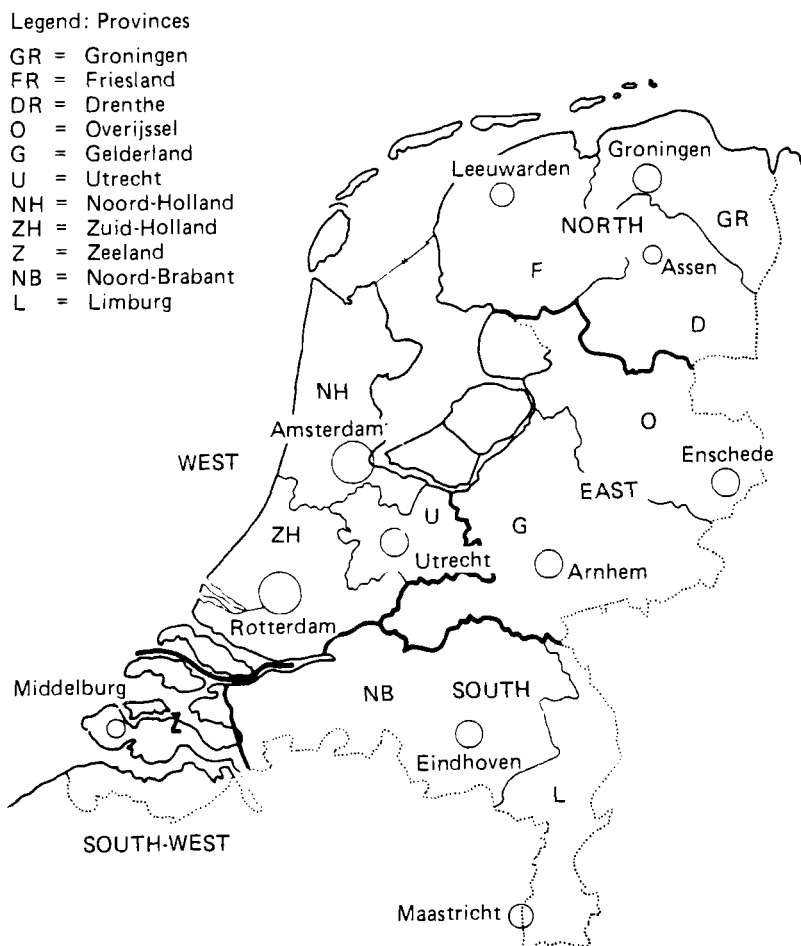 Legend: Provinces
GR = Groningen
FR = Friesland
DR = Drenthe
O = Overijssel
G = Gelderland
U = Utrecht
NH = Noord-Holland
ZH = Zuid-Holland
Z = Zeeland
NB = Noord-Brabant
L = Limburg
Leeuwarden
Groningen
NORTH
GR
F
Assen
D
NH
O
Amsterdam
WEST
Enschede
EAST
U
G
ZH
Utrecht
Arnhem
Rotterdam
Middelburg
NB
SOUTH
Z
Eindhoven
L
SOUTH-WEST
Maastricht